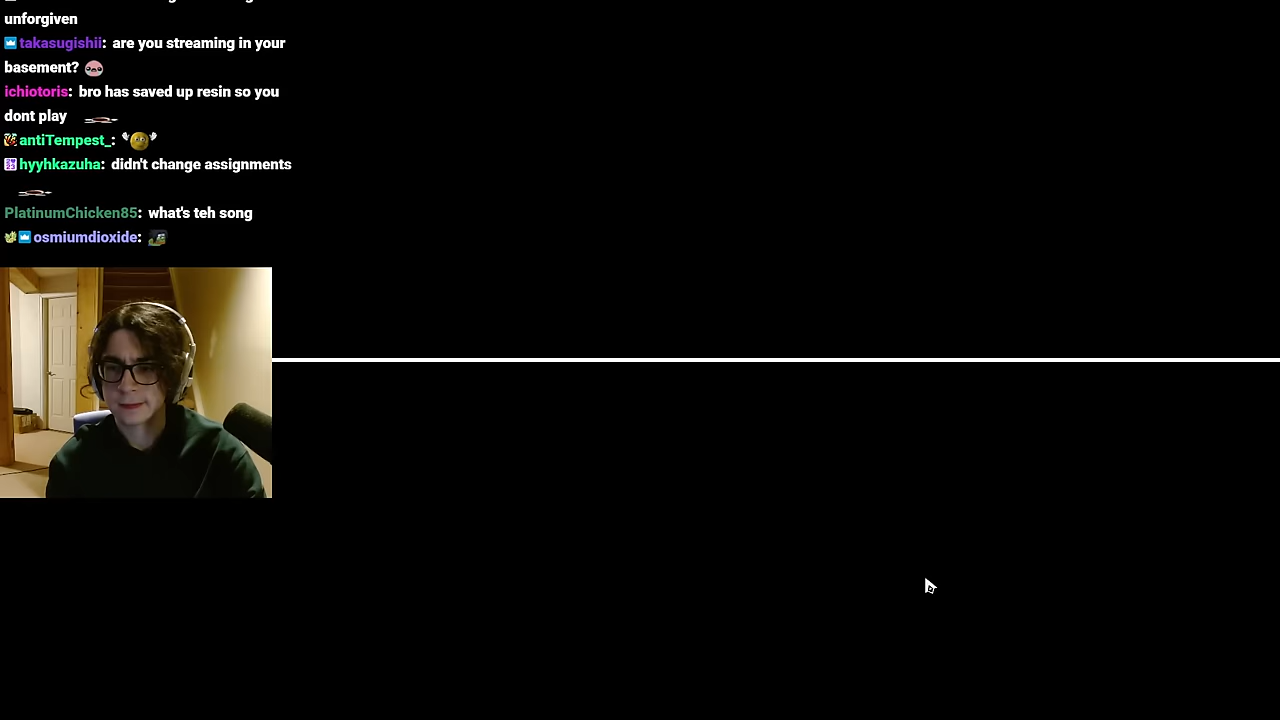 unforgiven
takasugishii: are you streaming in your
basement?
ichiotoris: bro has saved up resin so you
dont play
antiTempest_:
hyyhkazuha: didn't change assignments
PlatinumChicken85: what's teh song
osmiumdioxide: